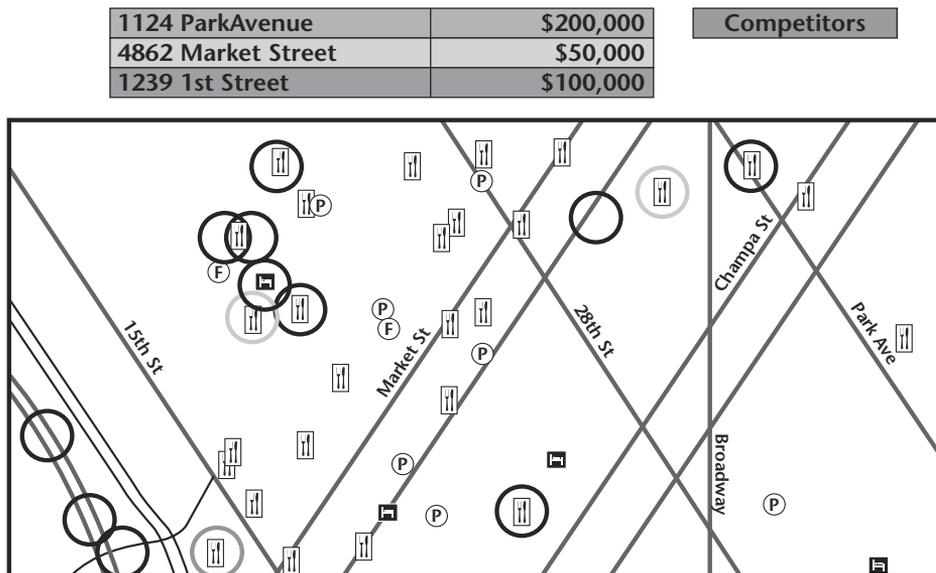 1124 ParkAvenue $200,000
4862 Market Street $50,000
1239 1st Street $100,000
Competitors
P
P
F
P
F
P
P
P
P
15th St
Market St
28th St
Champa St
Park Ave
Broadway